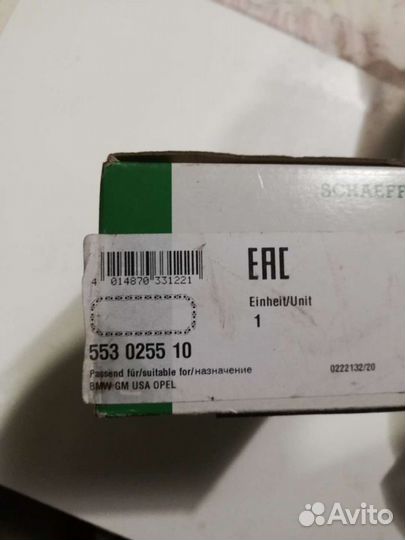 SCHAEFF
EAC
4 014870 331221
Einheit/Unit
1
553 0255 10
Passend für/suitable for/назначение
BMW GM USA OPEL
0222132/20
Avito